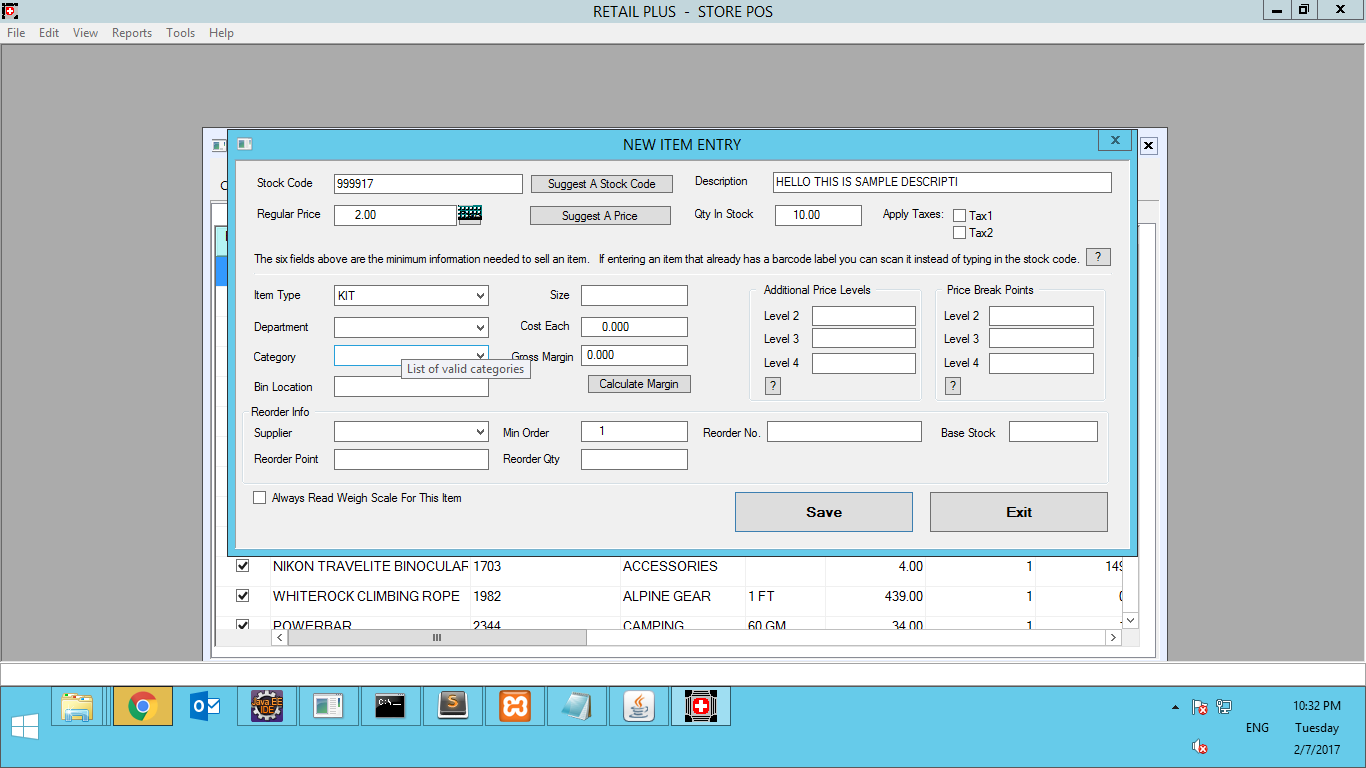 RETAIL PLUS - STORE POS
File Edit View Reports Tools Help
NEW ITEM ENTRY
Stock Code 999917 Suggest A Stock Code Description HELLO THIS IS SAMPLE DESCRIPTI
Regular Price 2.00 Suggest A Price Qty In Stock 10.00 Apply Taxes: Tax1
Tax2
The six fields above are the minimum information needed to sell an item. If entering an item that already has a barcode label you can scan it instead of typing in the stock code. ?
Additional Price Levels Price Break Points
Item Type KIT Size
Level 2 Level 2
Department Cost Each 0.000
Level 3 Level 3
Category Gross Margin 0.000
Level 4 Level 4
List of valid categories
Bin Location Calculate Margin ? ?
Reorder Info
Supplier Min Order 1 Reorder No. Base Stock
Reorder Point Reorder Qty
Always Read Weigh Scale For This Item
Save Exit
NIKON TRAVELITE BINOCULAR 1703 ACCESSORIES 4.00 1
WHITEROCK CLIMBING ROPE 1982 ALPINE GEAR 1 FT 439.00 1
POWERBAR 2344 CAMPING 60 GM 34.00 1
Java EE
IDE
C:\
S
10:32 PM
ENG Tuesday
2/7/2017